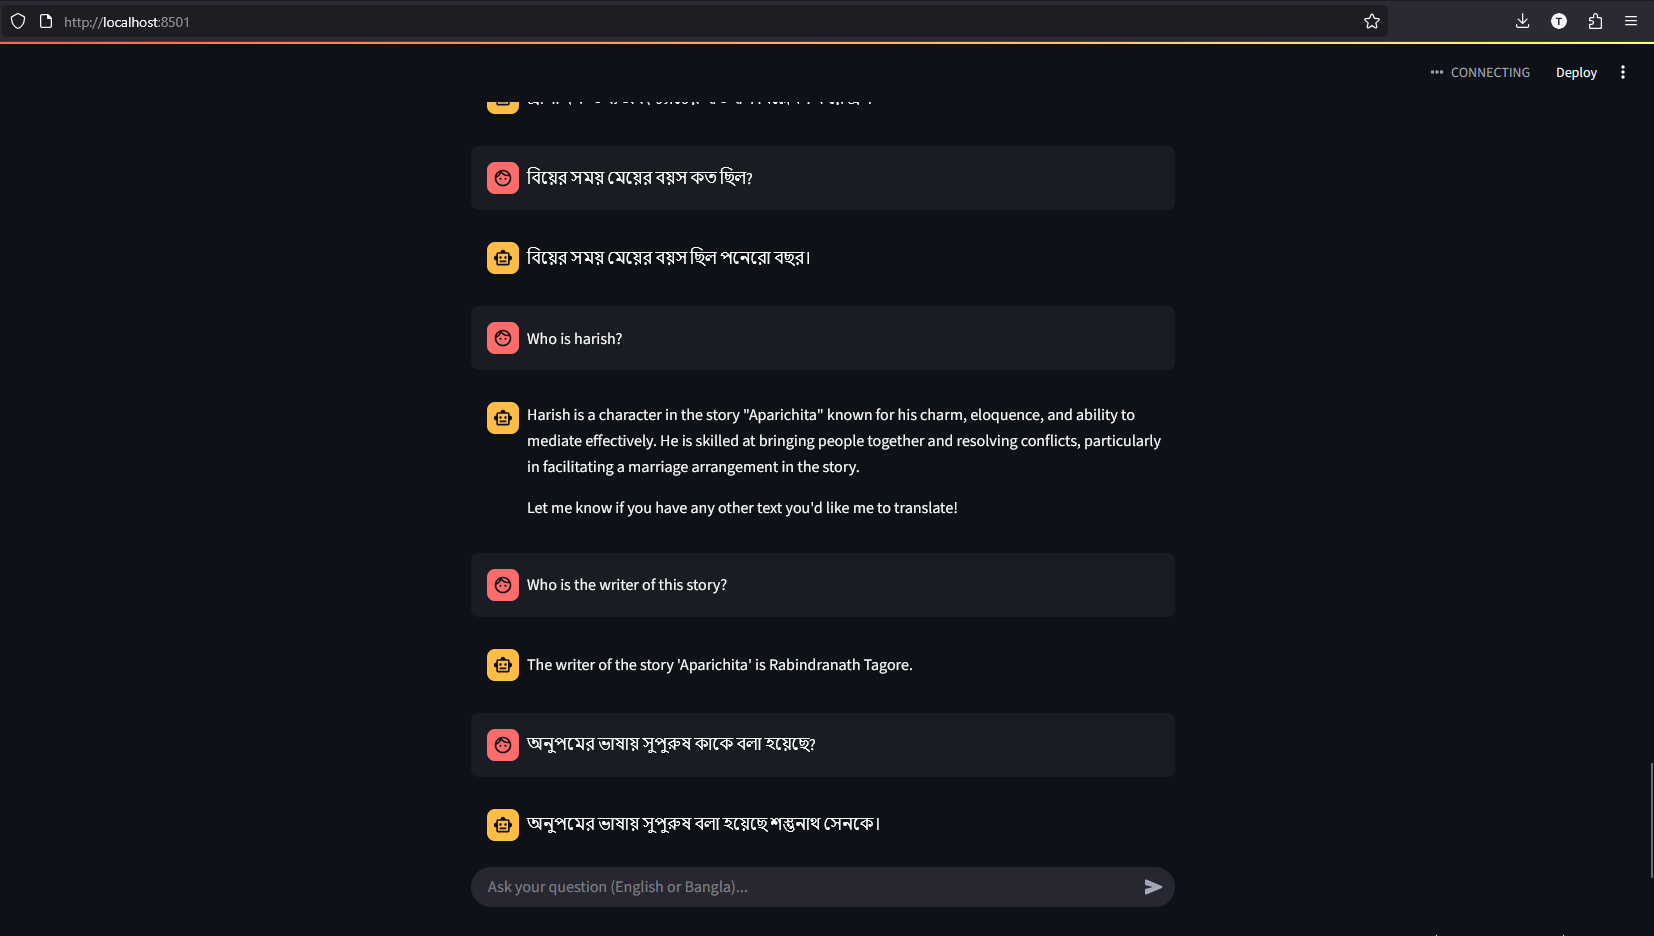 http://localhost:8501
CONNECTING
Deploy
বিয়ের সময় মেয়ের বয়স কত ছিল?
বিয়ের সময় মেয়ের বয়স ছিল পনেরো বছর।
Who is harish?
Harish is a character in the story "Aparichita" known for his charm, eloquence, and ability to
mediate effectively. He is skilled at bringing people together and resolving conflicts, particularly
in facilitating a marriage arrangement in the story.
Let me know if you have any other text you'd like me to translate!
Who is the writer of this story?
The writer of the story 'Aparichita' is Rabindranath Tagore.
অনুপমের ভাষায় সুপুরুষ কাকে বলা হয়েছে?
অনুপমের ভাষায় সুপুরুষ বলা হয়েছে শম্ভুনাথ সেনকে।
Ask your question (English or Bangla)...